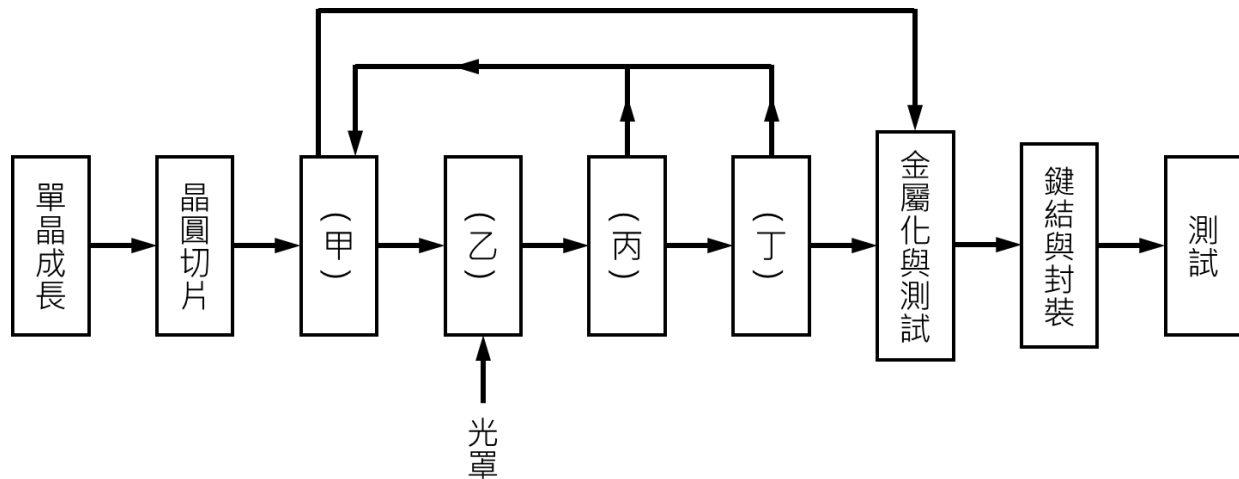 單晶成長
晶圓切片
(甲)
(乙)
(丙)
(丁)
金屬化與測試
鍵結與封裝
測試
光罩